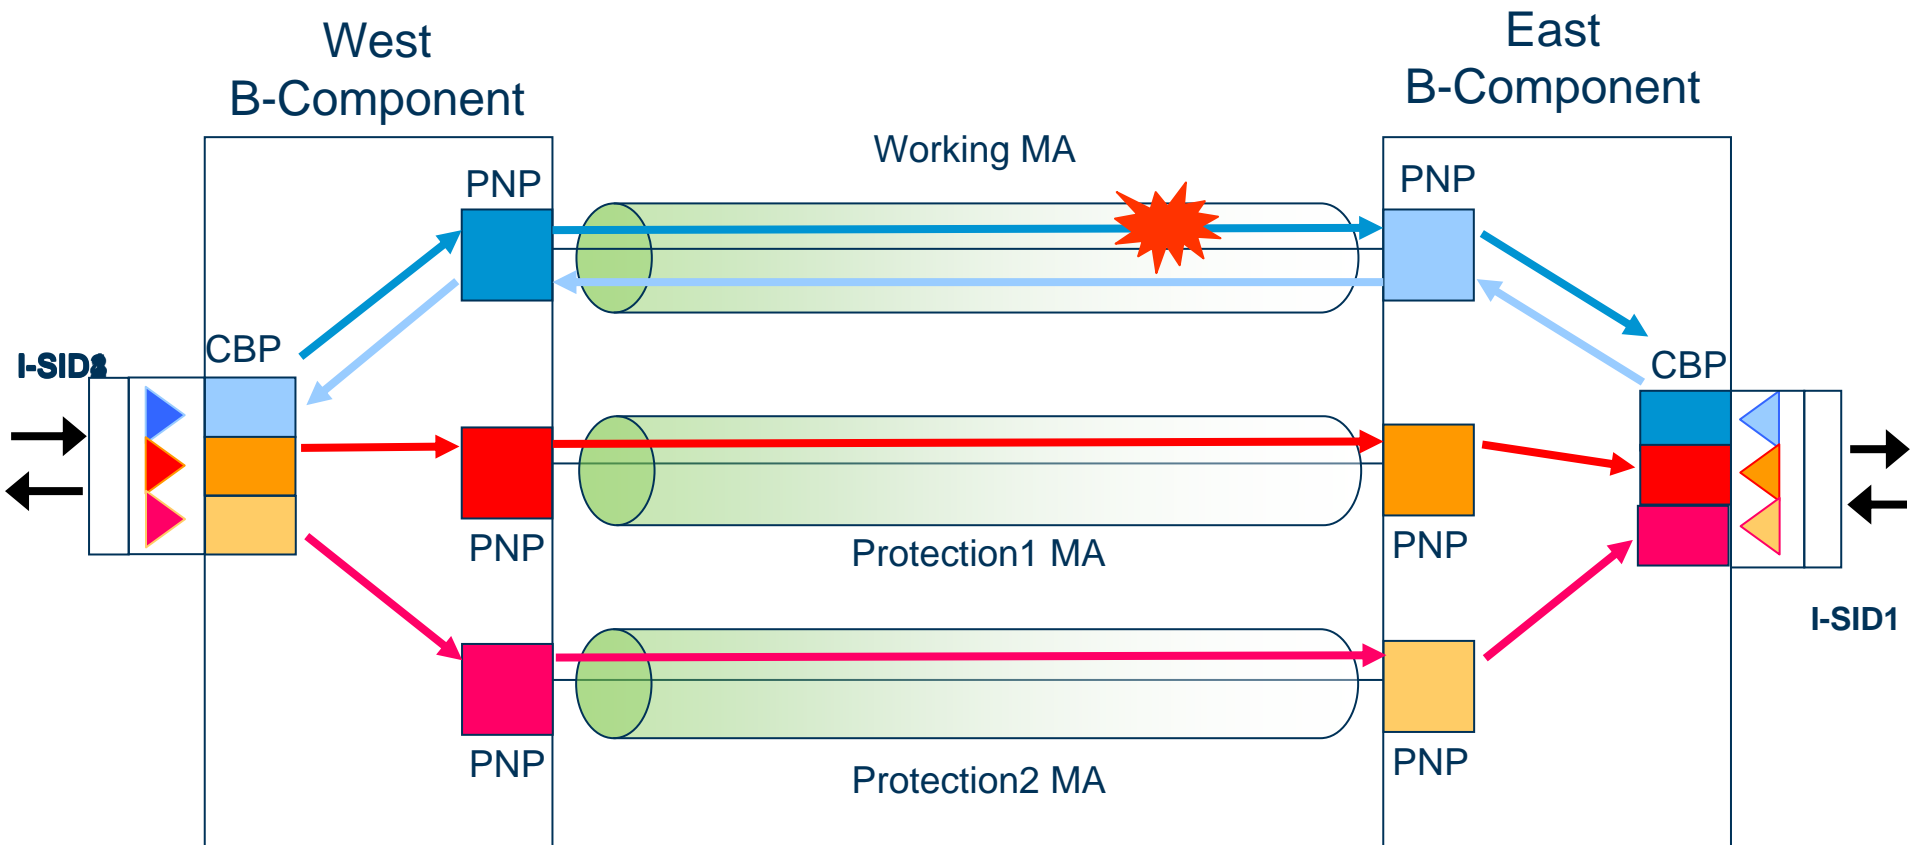 West
B-Component
East
B-Component
Working MA
PNP
PNP
CBP
CBP
PNP
Protection1 MA
PNP
I-SID1
PNP
Protection2 MA
PNP